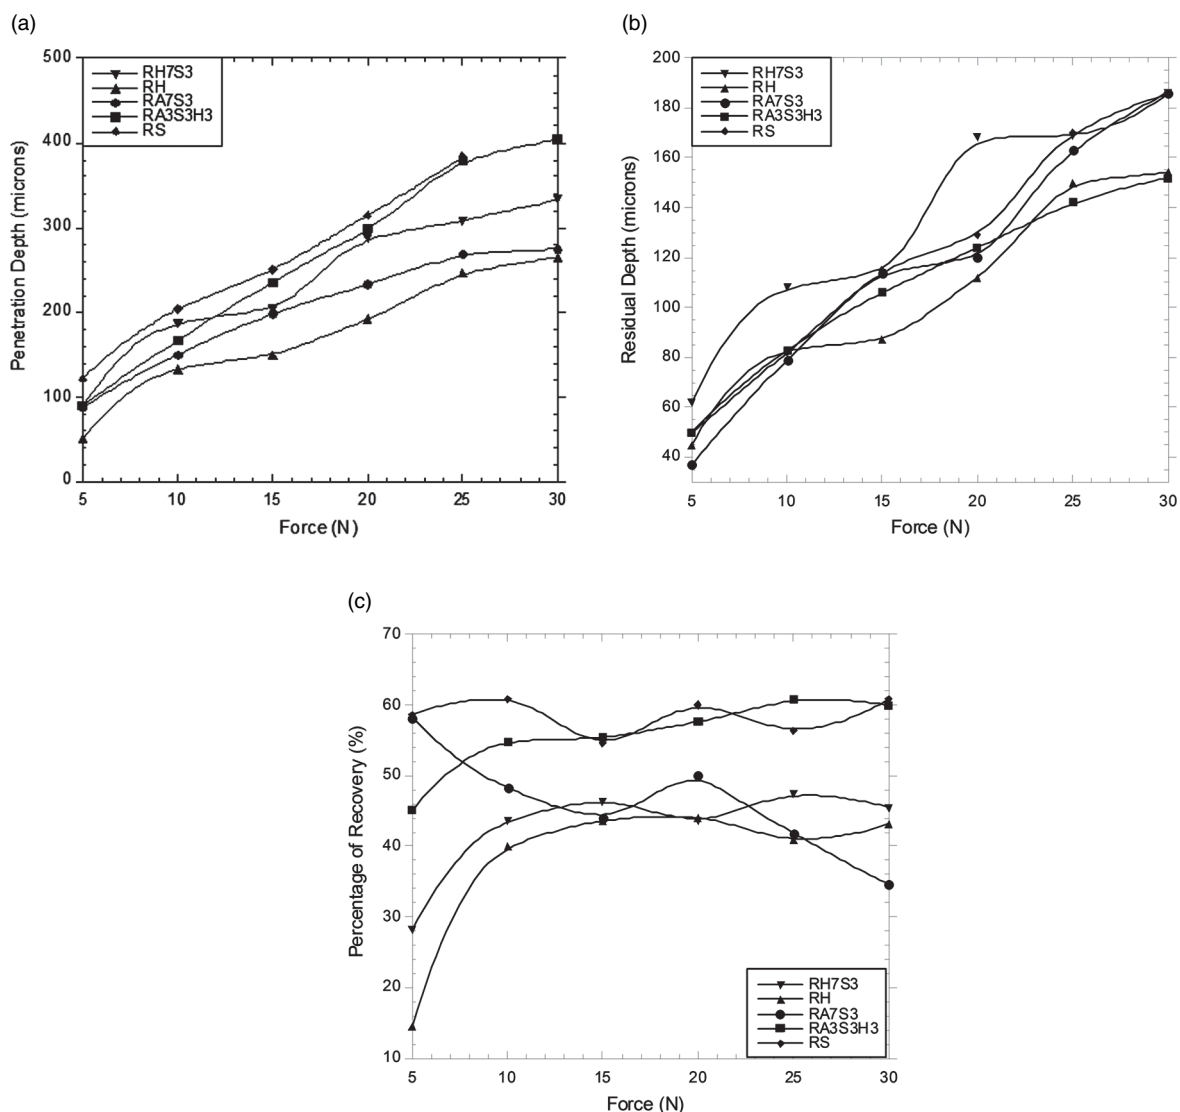 (a)
500
400
300
200
100
0
5 10 15 20 25 30
Penetration Depth (microns)
Force (N)
RH7S3
RH
RA7S3
RA3S3H3
RS
(b)
200
180
160
140
120
100
80
60
40
5 10 15 20 25 30
Residual Depth (microns)
Force (N)
RH7S3
RH
RA7S3
RA3S3H3
RS
(c)
70
60
50
40
30
20
10
5 10 15 20 25 30
Percentage of Recovery (%)
Force (N)
RH7S3
RH
RA7S3
RA3S3H3
RS